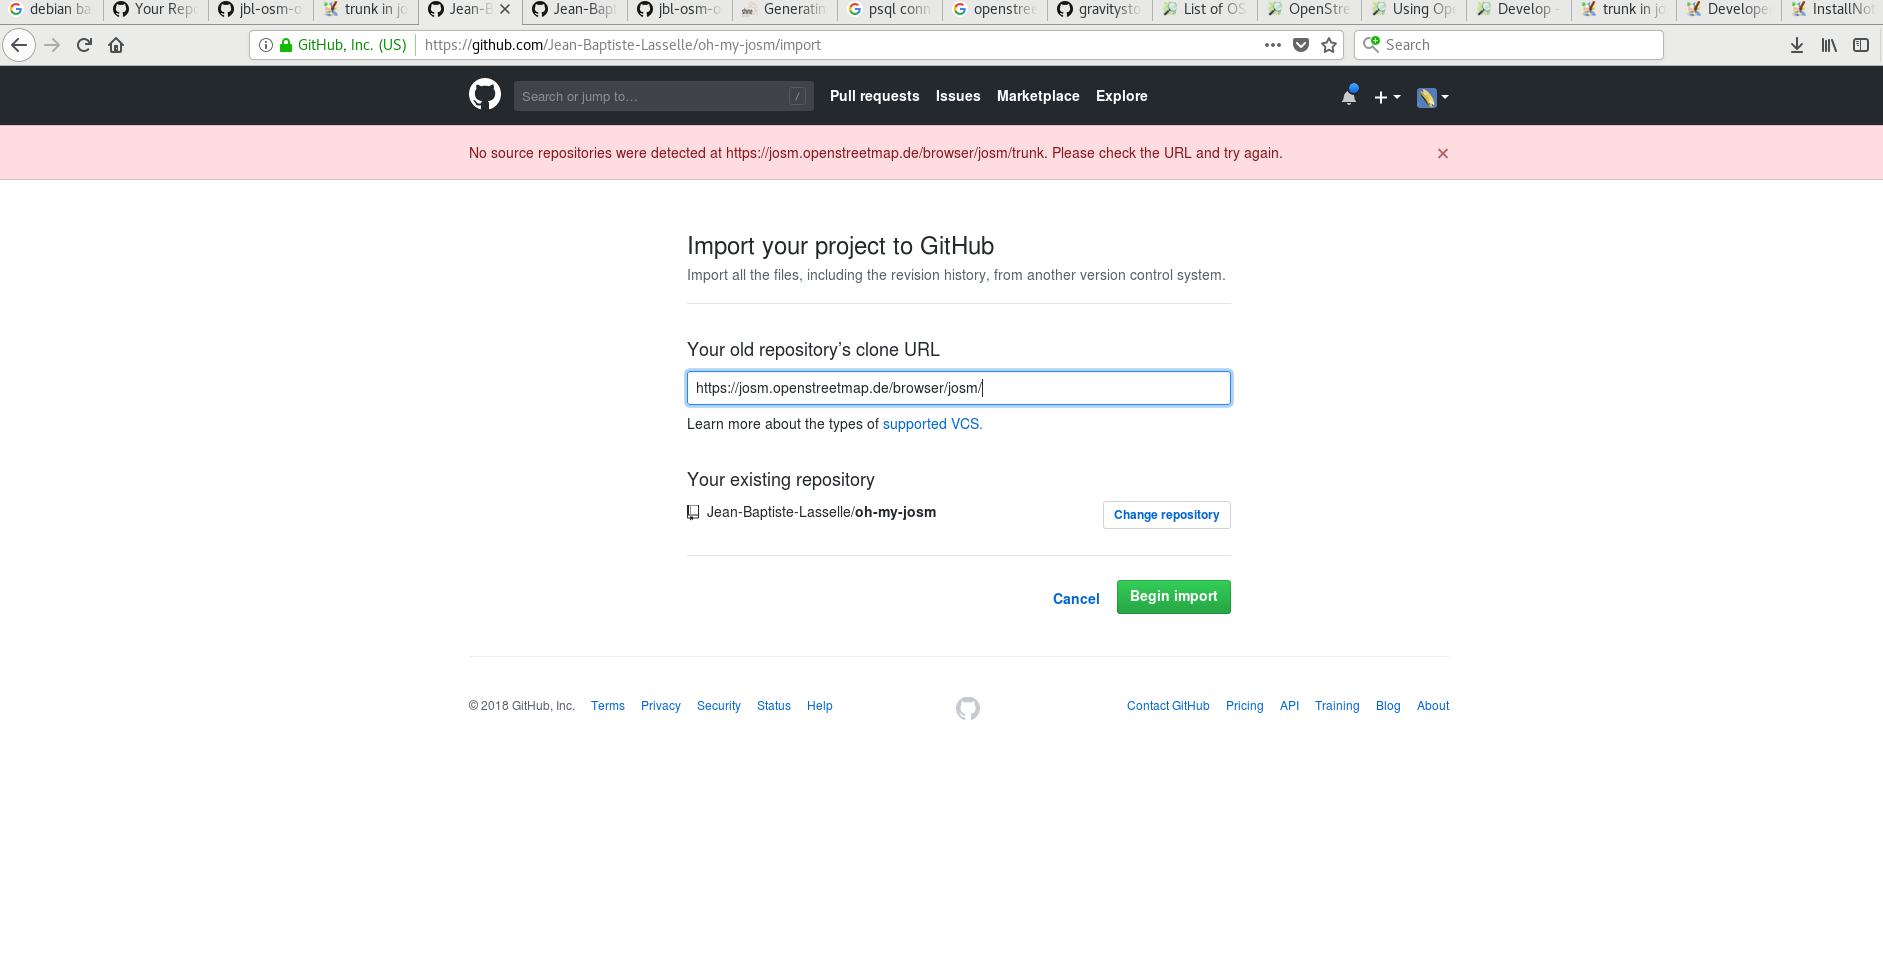 debian ba Your Repo jbl-osm-o trunk in jo Jean-B Jean-Bapt jbl-osm-o Generatin psql conn openstree gravitysto List of OS OpenStre Using Ope Develop - trunk in jo Develope InstallNot
GitHub, Inc. (US) https://github.com/Jean-Baptiste-Lasselle/oh-my-josm/import Search
Search or jump to… / Pull requests Issues Marketplace Explore
No source repositories were detected at https://josm.openstreetmap.de/browser/josm/trunk. Please check the URL and try again.
Import your project to GitHub
Import all the files, including the revision history, from another version control system.
Your old repository’s clone URL
https://josm.openstreetmap.de/browser/josm/
Learn more about the types of supported VCS.
Your existing repository
Jean-Baptiste-Lasselle/oh-my-josm Change repository
Cancel Begin import
© 2018 GitHub, Inc. Terms Privacy Security Status Help Contact GitHub Pricing API Training Blog About